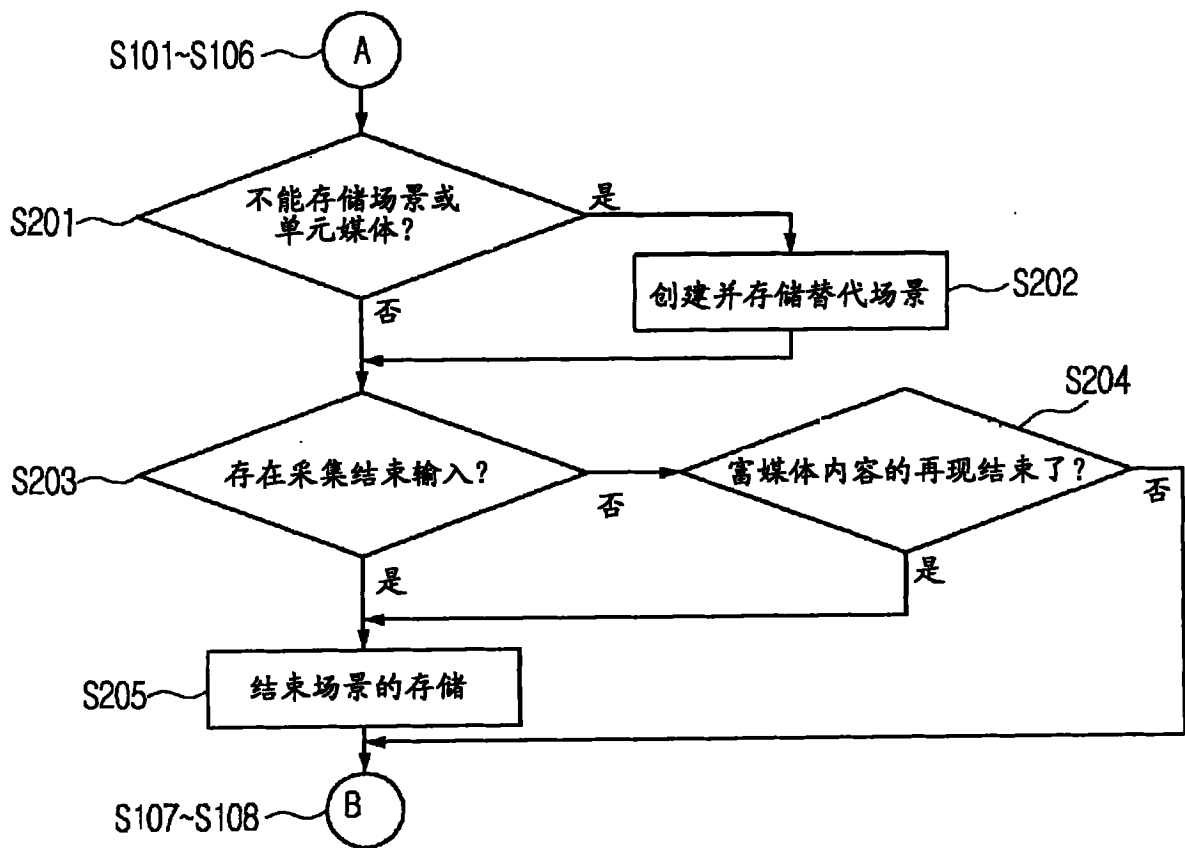 S101~S106
A
S201
不能存储场景或
单元媒体?
是
创建并存储替代场景
S202
否
S204
S203
存在采集结束输入?
否
富媒体内容的再现结束了?
否
是
是
S205
结束场景的存储
S107~S108
B